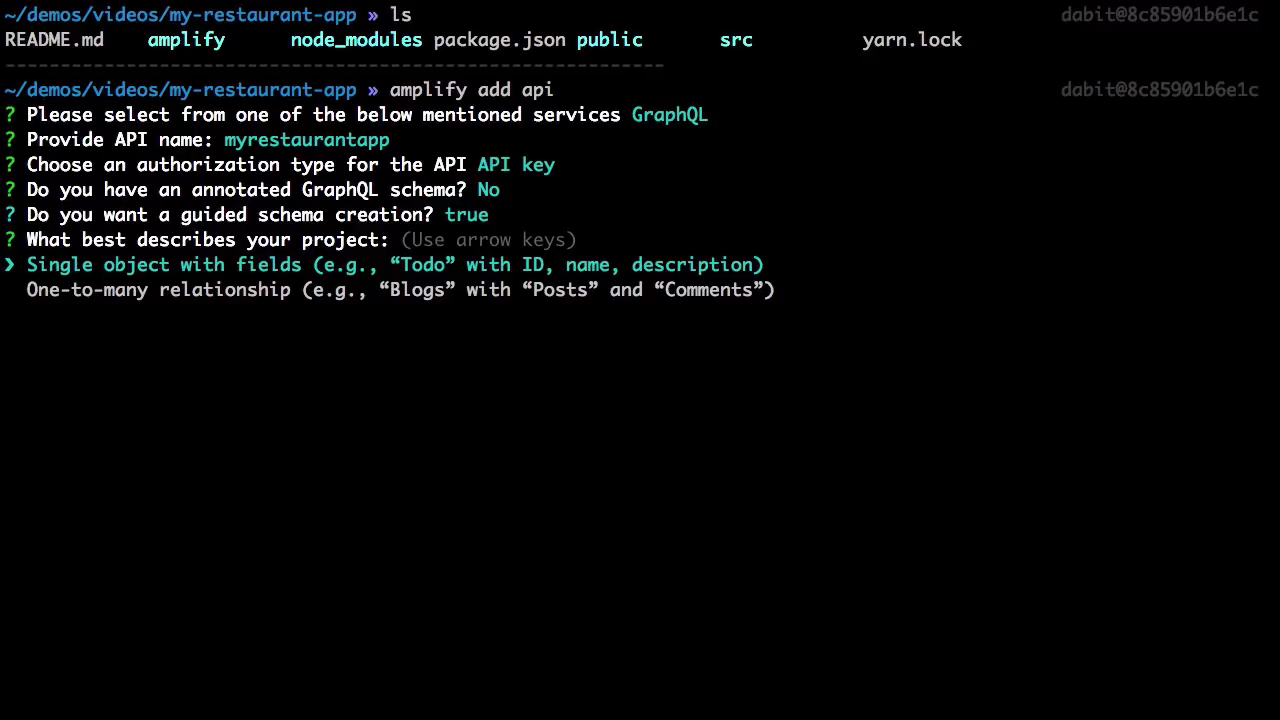 ~/demos/videos/my-restaurant-app » ls dabit@8c85901b6e1c
README.md amplify node_modules package.json public src yarn.lock
------------------------------------------------------------
~/demos/videos/my-restaurant-app » amplify add api dabit@8c85901b6e1c
? Please select from one of the below mentioned services GraphQL
? Provide API name: myrestaurantapp
? Choose an authorization type for the API API key
? Do you have an annotated GraphQL schema? No
? Do you want a guided schema creation? true
? What best describes your project: (Use arrow keys)
❯ Single object with fields (e.g., “Todo” with ID, name, description)
One-to-many relationship (e.g., “Blogs” with “Posts” and “Comments”)